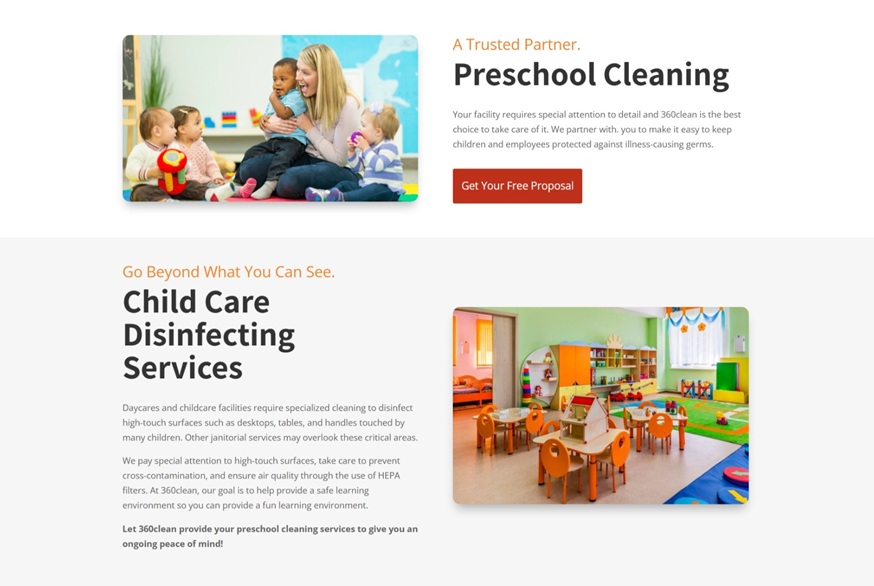 A Trusted Partner.
Preschool Cleaning
Your facility requires special attention to detail and 360clean is the best
choice to take care of it. We partner with. you to make it easy to keep
children and employees protected against illness-causing germs.
Get Your Free Proposal
Go Beyond What You Can See.
Child Care
Disinfecting
Services
Daycares and childcare facilities require specialized cleaning to disinfect
high-touch surfaces such as desktops, tables, and handles touched by
many children. Other janitorial services may overlook these critical areas.
We pay special attention to high-touch surfaces, take care to prevent
cross-contamination, and ensure air quality through the use of HEPA
filters. At 360clean, our goal is to help provide a safe learning
environment so you can provide a fun learning environment.
Let 360clean provide your preschool cleaning services to give you an
ongoing peace of mind!